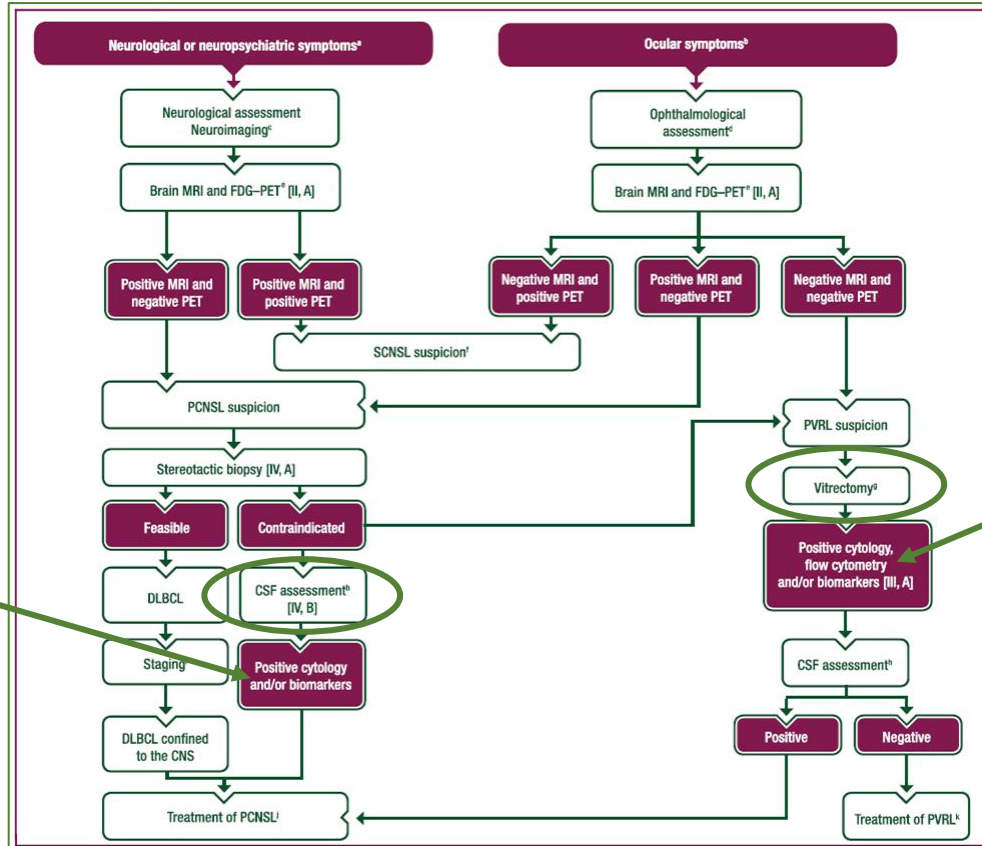 Neurological or neuropsychiatric symptomsᵃ
Ocular symptomsᵇ
Neurological assessment
Neuroimagingᶜ
Ophthalmological
assessmentᵈ
Brain MRI and FDG–PETᵉ [II, A]
Brain MRI and FDG–PETᵉ [II, A]
Positive MRI and
negative PET
Positive MRI and
positive PET
Negative MRI and
positive PET
Positive MRI and
negative PET
Negative MRI and
negative PET
SCNSL suspicionᶠ
PCNSL suspicion
PVRL suspicion
Stereotactic biopsy [IV, A]
Vitrectomyᵍ
Feasible
Contraindicated
Positive cytology,
flow cytometry
and/or biomarkers [III, A]
DLBCL
CSF assessmentʰ
[IV, B]
Staging
Positive cytology
and/or biomarkers
CSF assessmentʰ
DLBCL confined
to the CNS
Positive
Negative
Treatment of PCNSLʲ
Treatment of PVRLᵏ